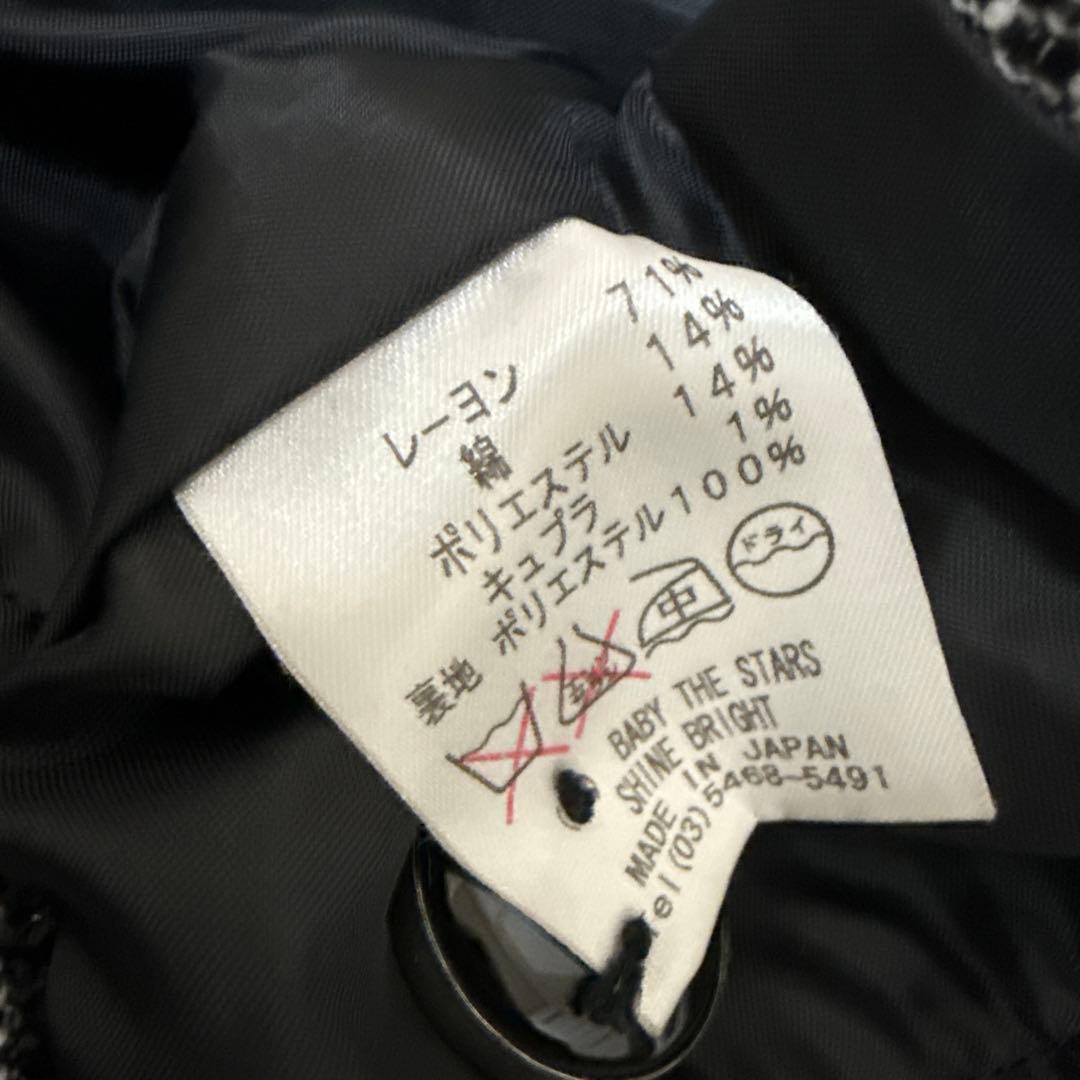 レーヨン 71%
綿 14%
ポリエステル 14%
キュプラ 1%
裏地 ポリエステル100%
中 ドライ
BABY THE STARS
SHINE BRIGHT
MADE IN JAPAN
Tel(03)5468-5491